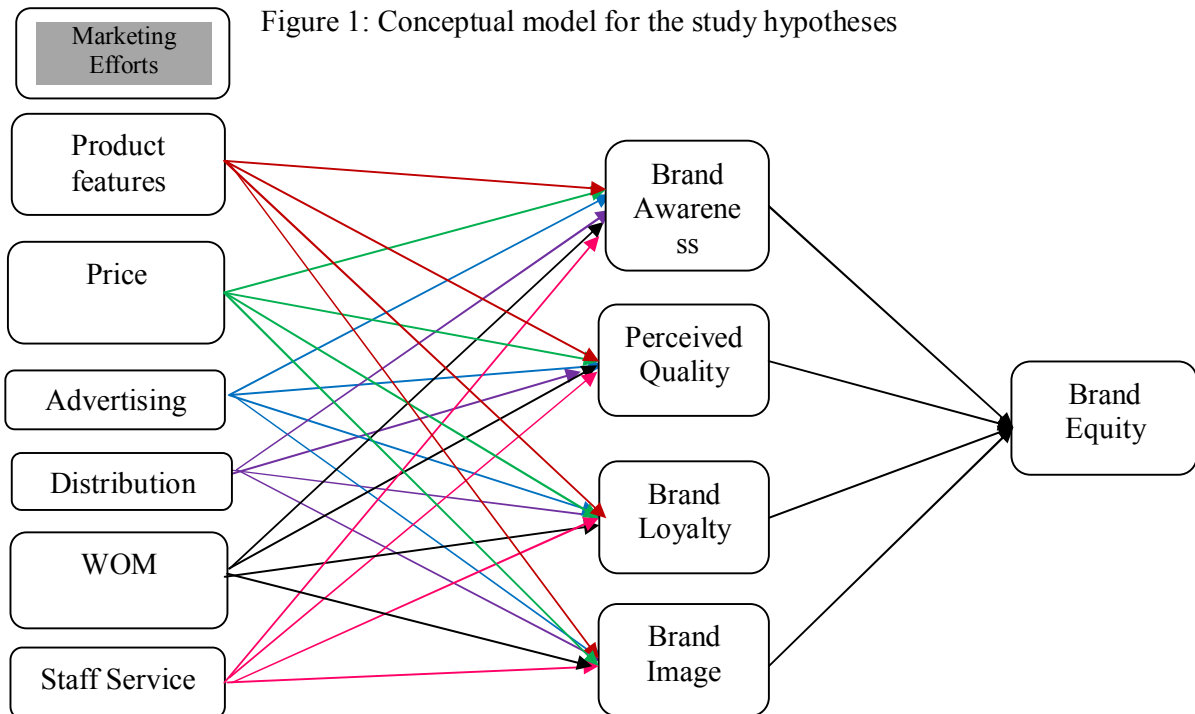 Figure 1: Conceptual model for the study hypotheses
Marketing
Efforts
Product
features
Price
Advertising
Distribution
WOM
Staff Service
Brand
Awarene
ss
Perceived
Quality
Brand
Loyalty
Brand
Image
Brand
Equity